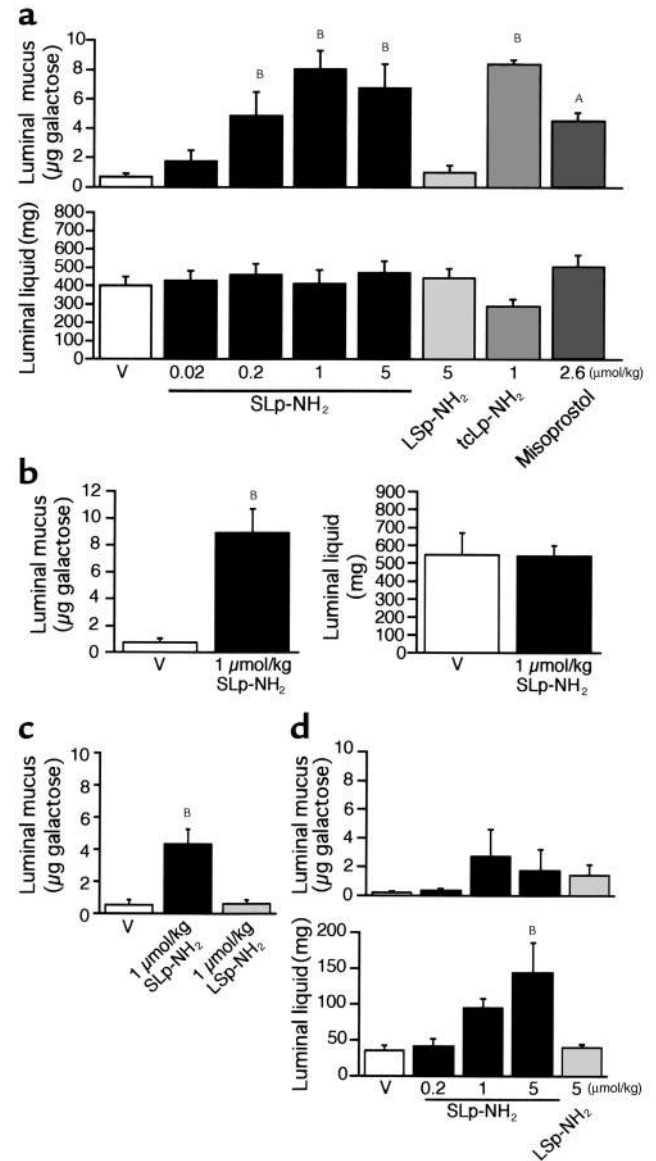 a
Luminal mucus
(µg galactose)
10
8
6
4
2
0
B
B
B
B
A
Luminal liquid (mg)
800
700
600
500
400
300
200
100
0
V
0.02
0.2
1
5
5
1
2.6 (µmol/kg)
SLp-NH2
LSp-NH2
tcLp-NH2
Misoprostol
b
Luminal mucus
(µg galactose)
12
10
8
6
4
2
0
B
V
1 µmol/kg
SLp-NH2
Luminal liquid
(mg)
900
800
700
600
500
400
300
200
100
0
V
1 µmol/kg
SLp-NH2
c
Luminal mucus
(µg galactose)
10
8
6
4
2
0
B
V
1 µmol/kg
SLp-NH2
1 µmol/kg
LSp-NH2
d
Luminal mucus
(µg galactose)
10
8
6
4
2
0
Luminal liquid (mg)
200
150
100
50
0
B
V
0.2
1
5
5 (µmol/kg)
SLp-NH2
LSp-NH2